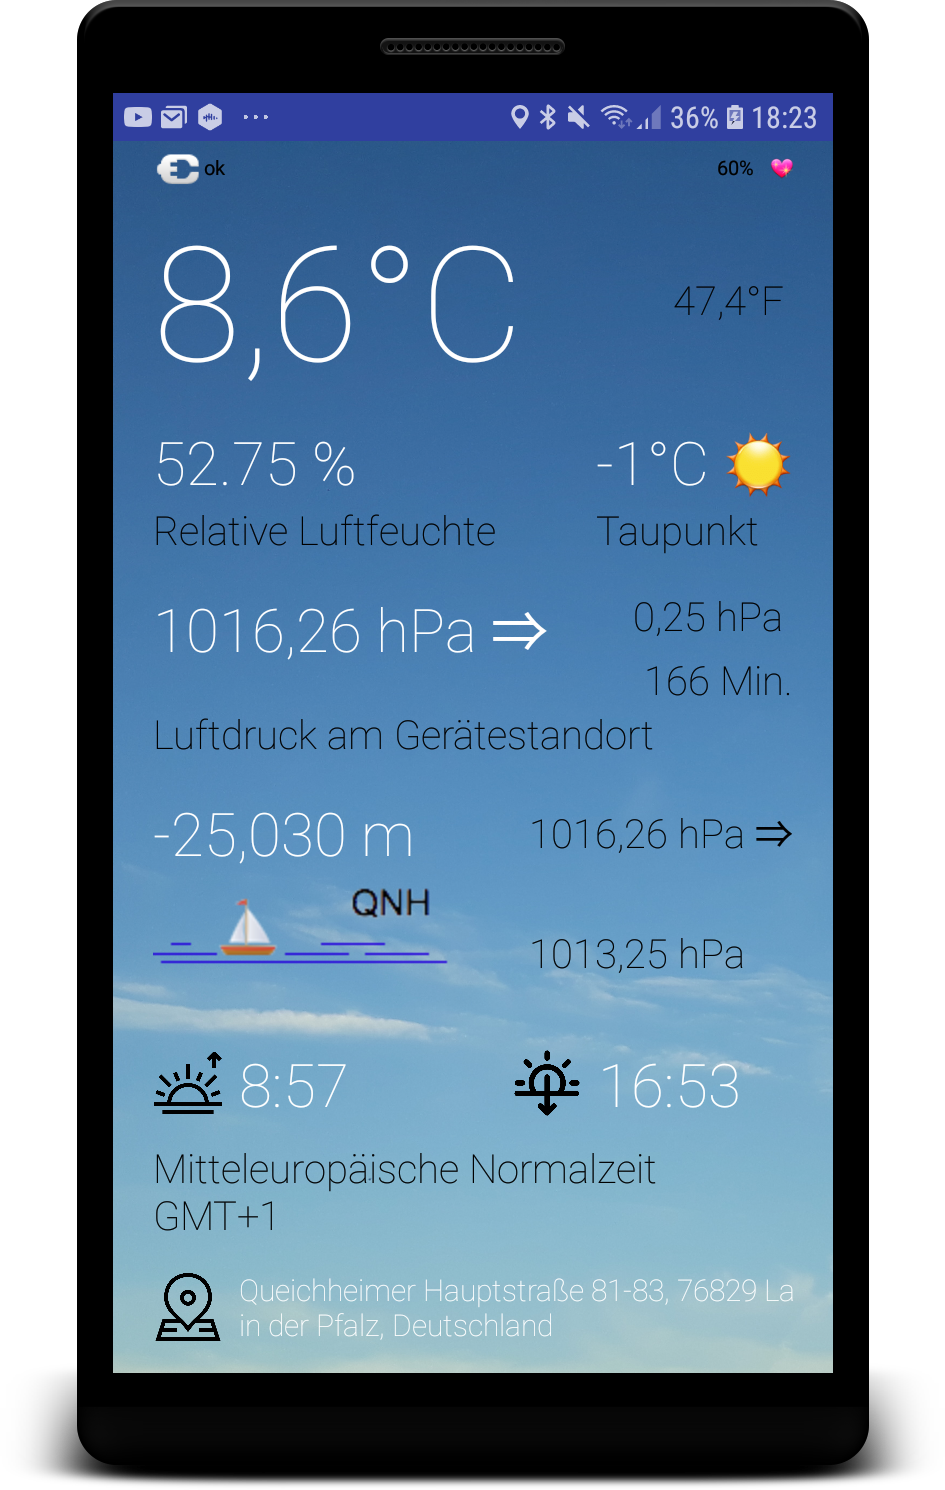 36% 18:23
ok 60%
8,6°C 47,4°F
52.75 % -1°C
Relative Luftfeuchte Taupunkt
1016,26 hPa ⇒ 0,25 hPa
166 Min.
Luftdruck am Gerätestandort
-25,030 m 1016,26 hPa ⇒
QNH
1013,25 hPa
8:57 16:53
Mitteleuropäische Normalzeit
GMT+1
Queichheimer Hauptstraße 81-83, 76829 La
in der Pfalz, Deutschland